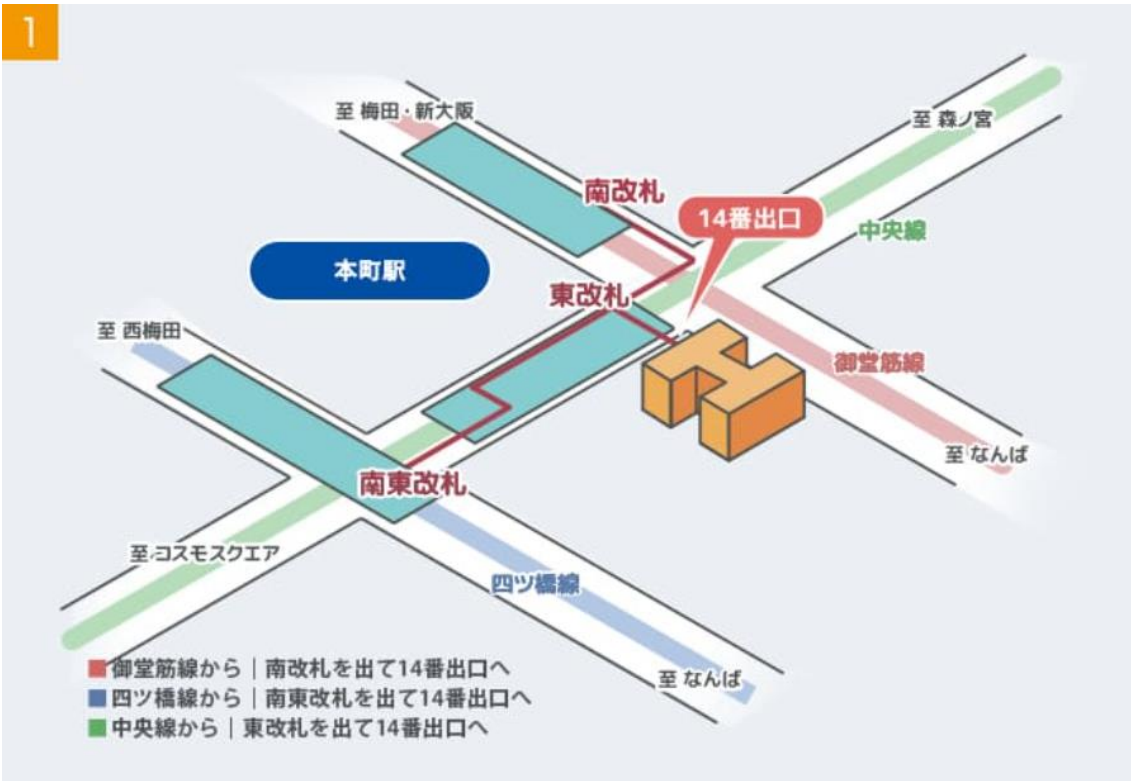 1
至 梅田・新大阪
至 森ノ宮
南改札
14番出口
中央線
本町駅
東改札
至 西梅田
御堂筋線
至 なんば
南東改札
至 コスモスクエア
四ツ橋線
至 なんば
御堂筋線から｜南改札を出て14番出口へ
四ツ橋線から｜南東改札を出て14番出口へ
中央線から｜東改札を出て14番出口へ